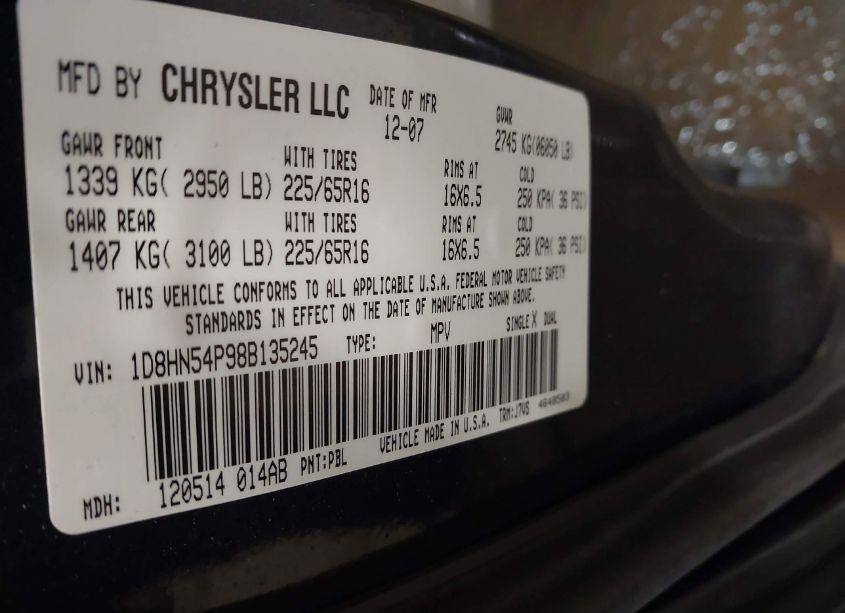 MFD BY CHRYSLER LLC DATE OF MFR GVWR
12-07 2745 KG(06050 LB)
GAWR FRONT WITH TIRES RIMS AT COLD
1339 KG( 2950 LB) 225/65R16 16X6.5 250 KPA( 36 PSI)
GAWR REAR WITH TIRES RIMS AT COLD
1407 KG( 3100 LB) 225/65R16 16X6.5 250 KPA( 36 PSI)
THIS VEHICLE CONFORMS TO ALL APPLICABLE U.S.A. FEDERAL MOTOR VEHICLE SAFETY
STANDARDS IN EFFECT ON THE DATE OF MANUFACTURE SHOWN ABOVE.
VIN: 1D8HN54P98B135245 TYPE: MPV SINGLE X DUAL
MDH: 120514 014AB PNT:PBL VEHICLE MADE IN U.S.A. TRM:J7VS 4648503